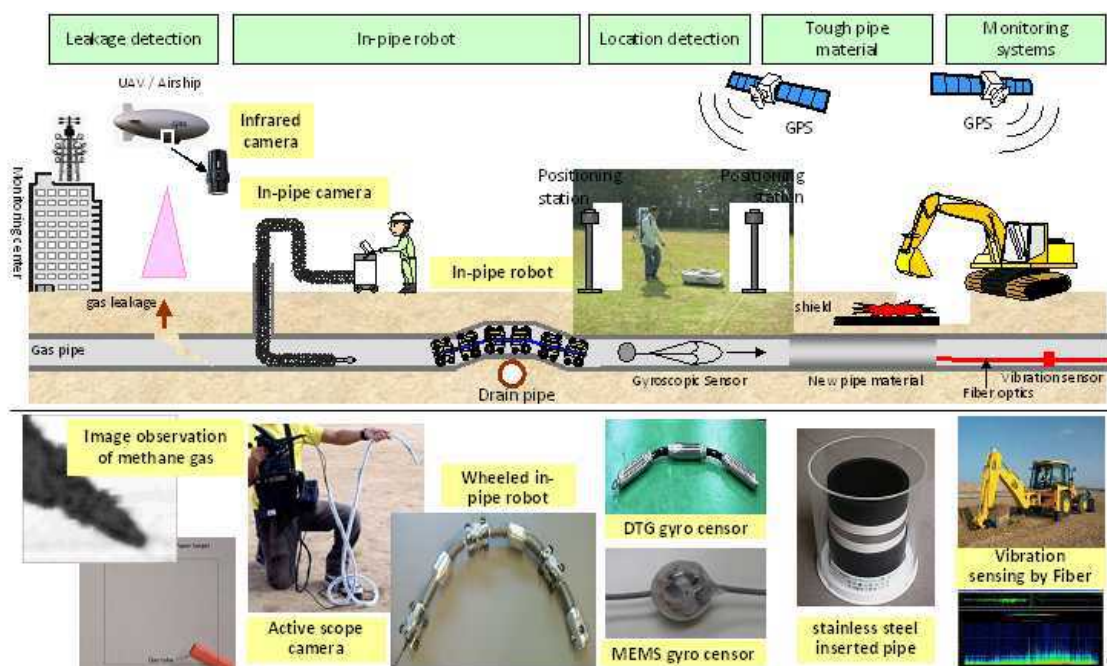 Leakage detection
In-pipe robot
Location detection
Tough pipe
material
Monitoring
systems
UAV / Airship
Infrared
camera
GPS
GPS
In-pipe camera
Monitoring center
Positioning
station
Positioning
station
In-pipe robot
gas leakage
shield
Gas pipe
Gyroscopic Sensor
New pipe material
Vibration sensor
Fiber optics
Drain pipe
Image observation
of methane gas
Wheeled in-
pipe robot
DTG gyro censor
Vibration
sensing by Fiber
Active scope
camera
MEMS gyro censor
stainless steel
inserted pipe